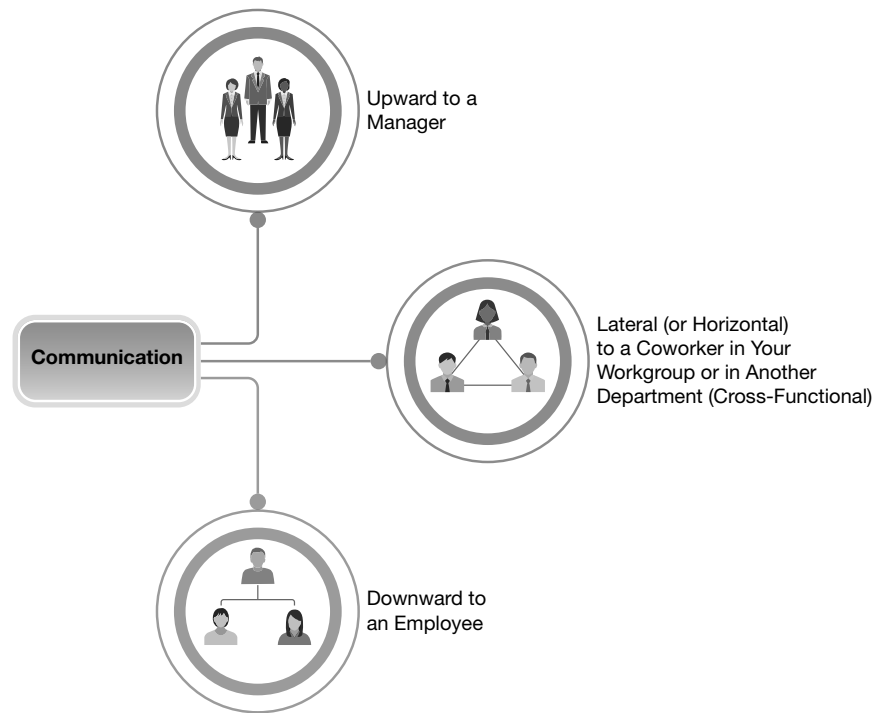 Upward to a
Manager
Communication
Lateral (or Horizontal)
to a Coworker in Your
Workgroup or in Another
Department (Cross-Functional)
Downward to
an Employee